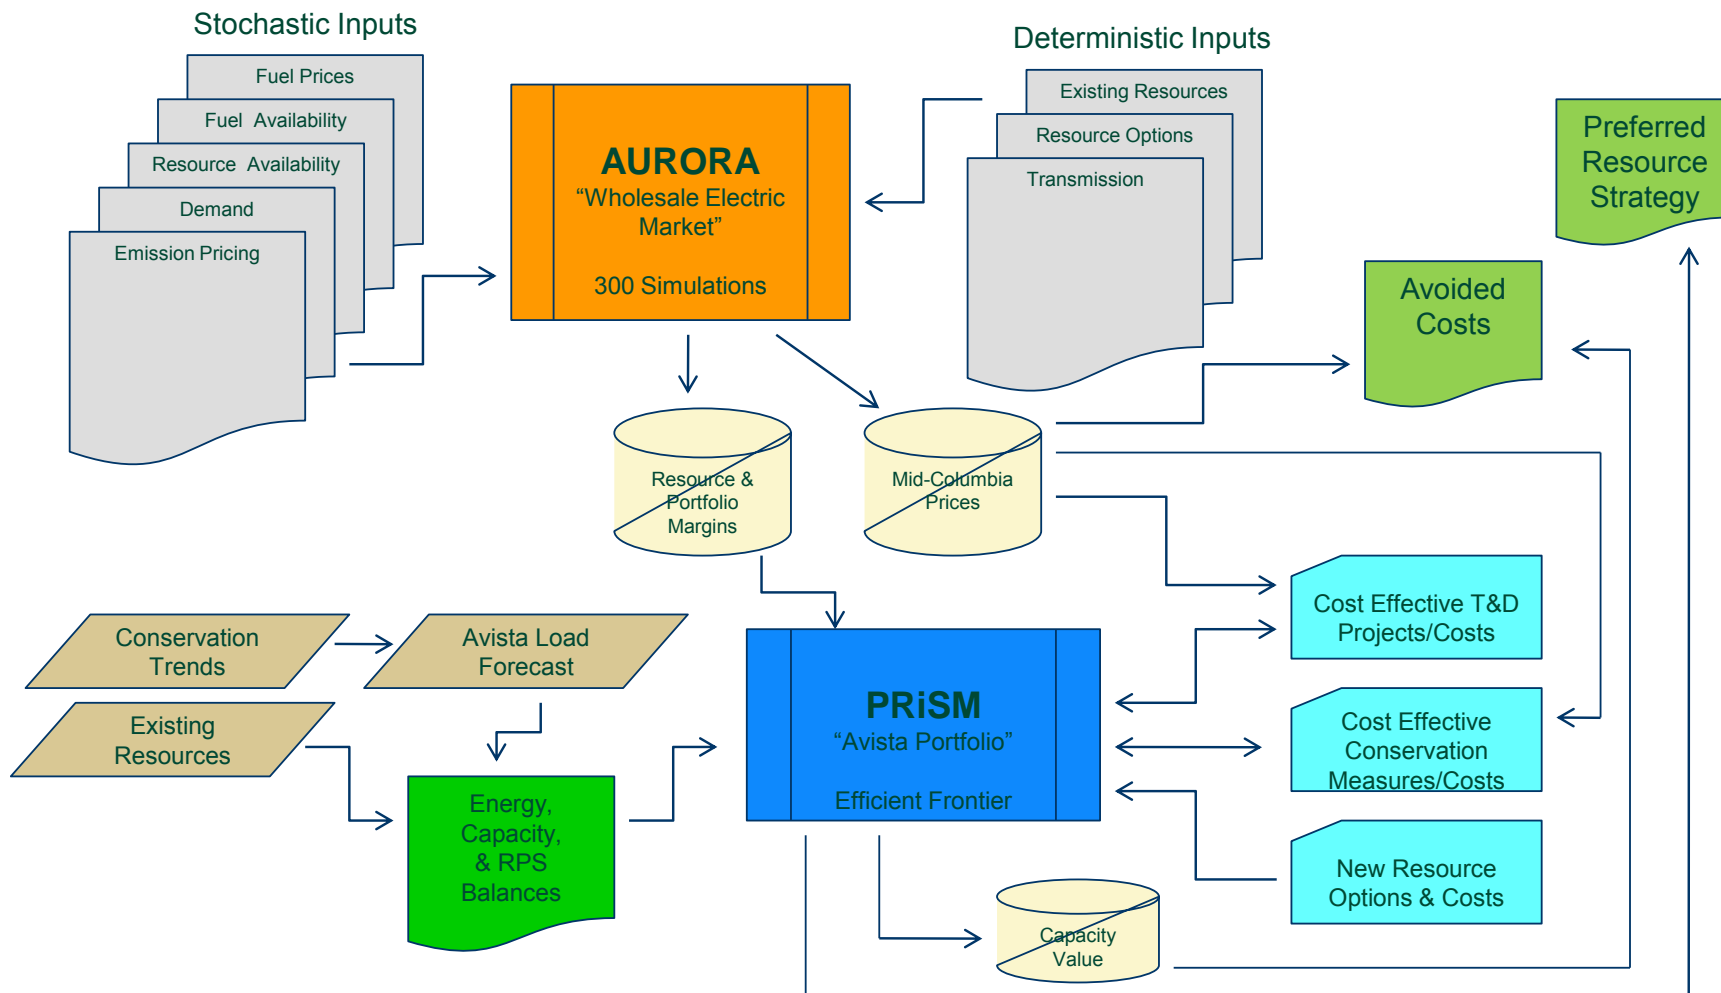 Stochastic Inputs
Fuel Prices
Fuel Availability
Resource Availability
Demand
Emission Pricing
AURORA
“Wholesale Electric
Market”
300 Simulations
Deterministic Inputs
Existing Resources
Resource Options
Transmission
Preferred
Resource
Strategy
Avoided
Costs
Resource &
Portfolio
Margins
Mid-Columbia
Prices
Conservation
Trends
Avista Load
Forecast
Existing
Resources
Energy,
Capacity,
& RPS
Balances
PRiSM
“Avista Portfolio”
Efficient Frontier
Cost Effective T&D
Projects/Costs
Cost Effective
Conservation
Measures/Costs
New Resource
Options & Costs
Capacity
Value